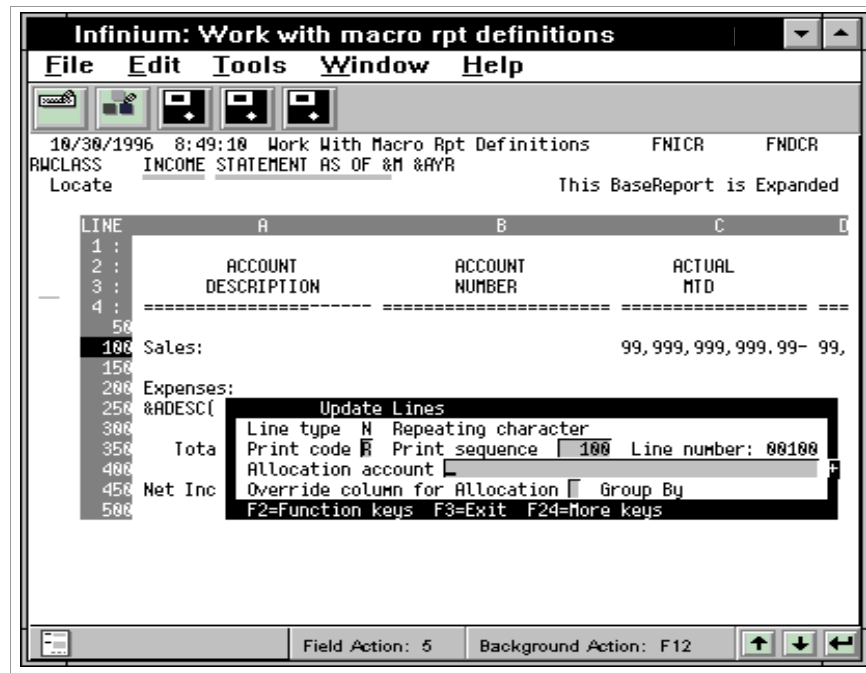 Infinium: Work with macro rpt definitions
File Edit Tools Window Help
10/30/1996 8:49:10 Work With Macro Rpt Definitions FNICR FNDCR
RWCLASS INCOME STATEMENT AS OF &M &AYR
Locate This BaseReport is Expanded
LINE A B C D
1 :
2 : ACCOUNT ACCOUNT ACTUAL
3 : DESCRIPTION NUMBER MTD
4 : ======================------ ====================== ================== ===
50
100 Sales: 99,999,999,999.99- 99,
150
200 Expenses:
250 &ADESC( Update Lines
300 Line type N Repeating character
350 Tota Print code R Print sequence 100 Line number: 00100
400 Allocation account +
450 Net Inc Override column for Allocation Group By
500 F2=Function keys F3=Exit F24=More keys
Field Action: 5 Background Action: F12